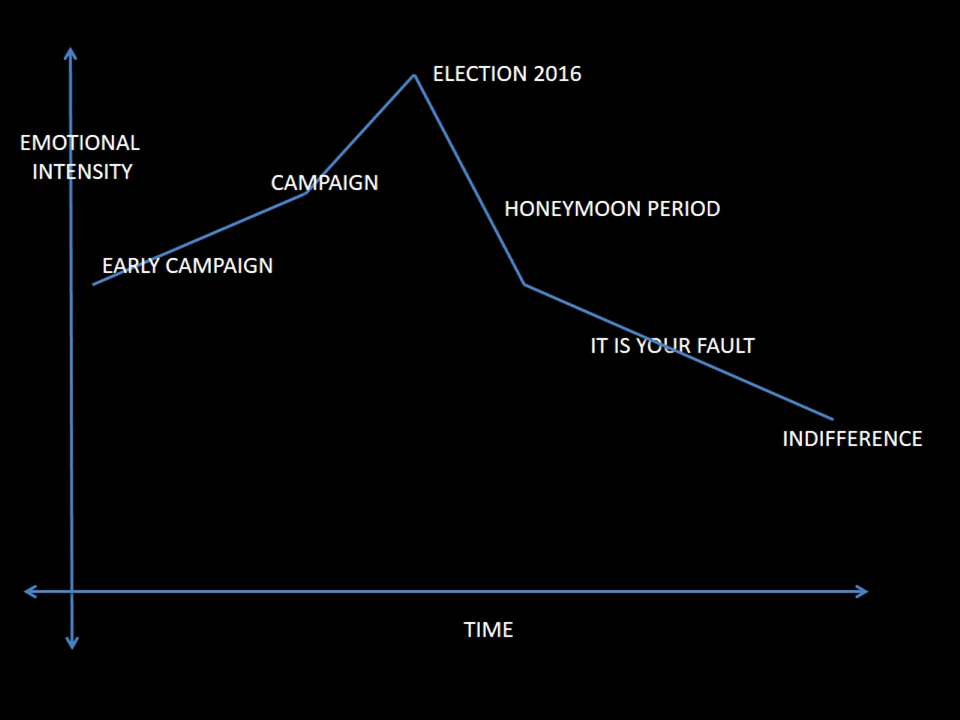 ELECTION 2016
EMOTIONAL
INTENSITY
CAMPAIGN
HONEYMOON PERIOD
EARLY CAMPAIGN
IT IS YOUR FAULT
INDIFFERENCE
TIME